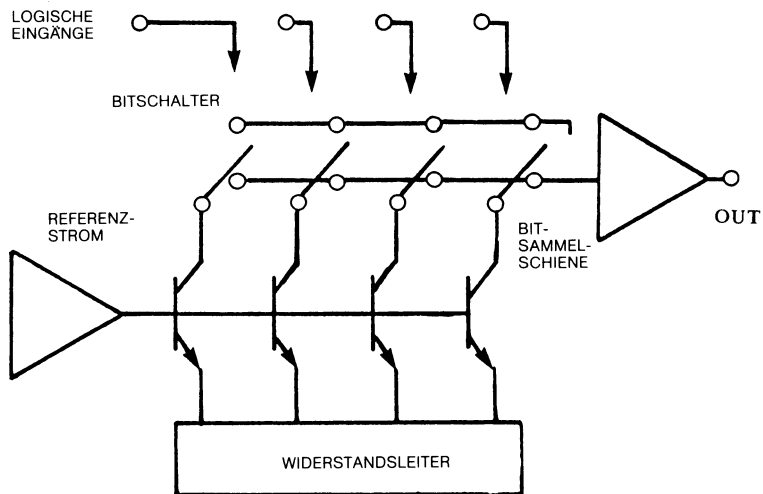 LOGISCHE
EINGÄNGE
BITSCHALTER
REFERENZ-
STROM
OUT
BIT-
SAMMEL-
SCHIENE
WIDERSTANDSLEITER